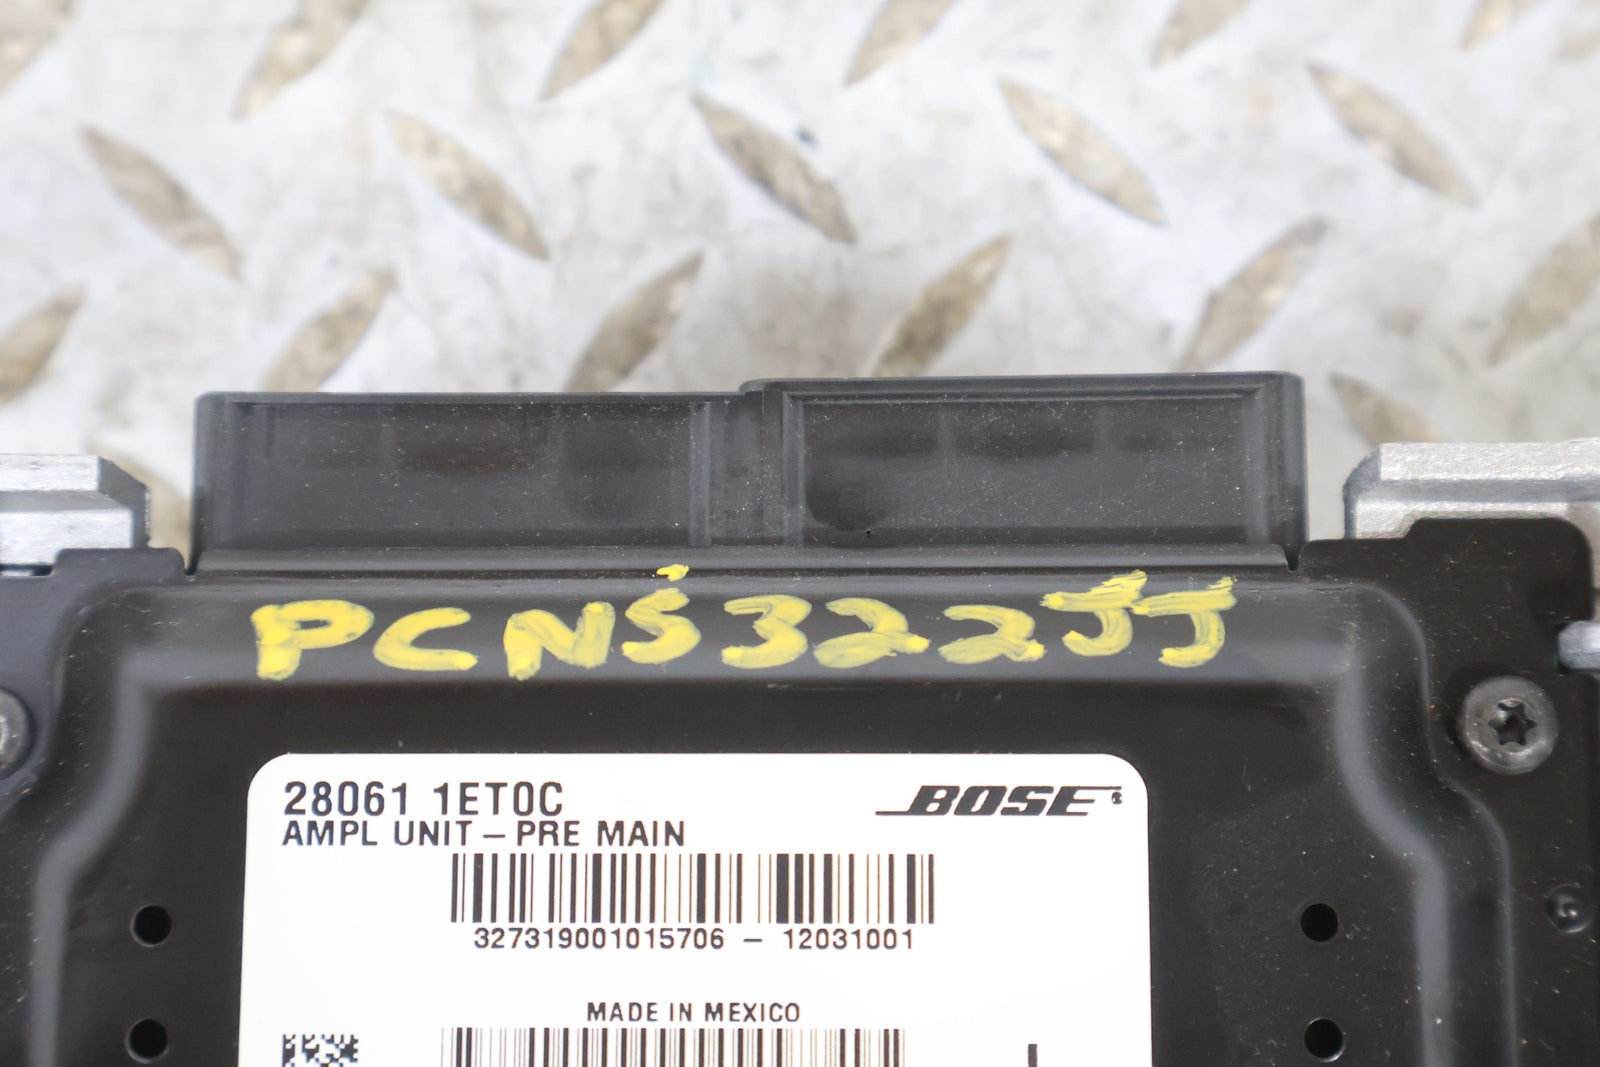 PCNS322JJ
28061 1ET0C
BOSE
AMPL UNIT – PRE MAIN
327319001015706 – 12031001
MADE IN MEXICO